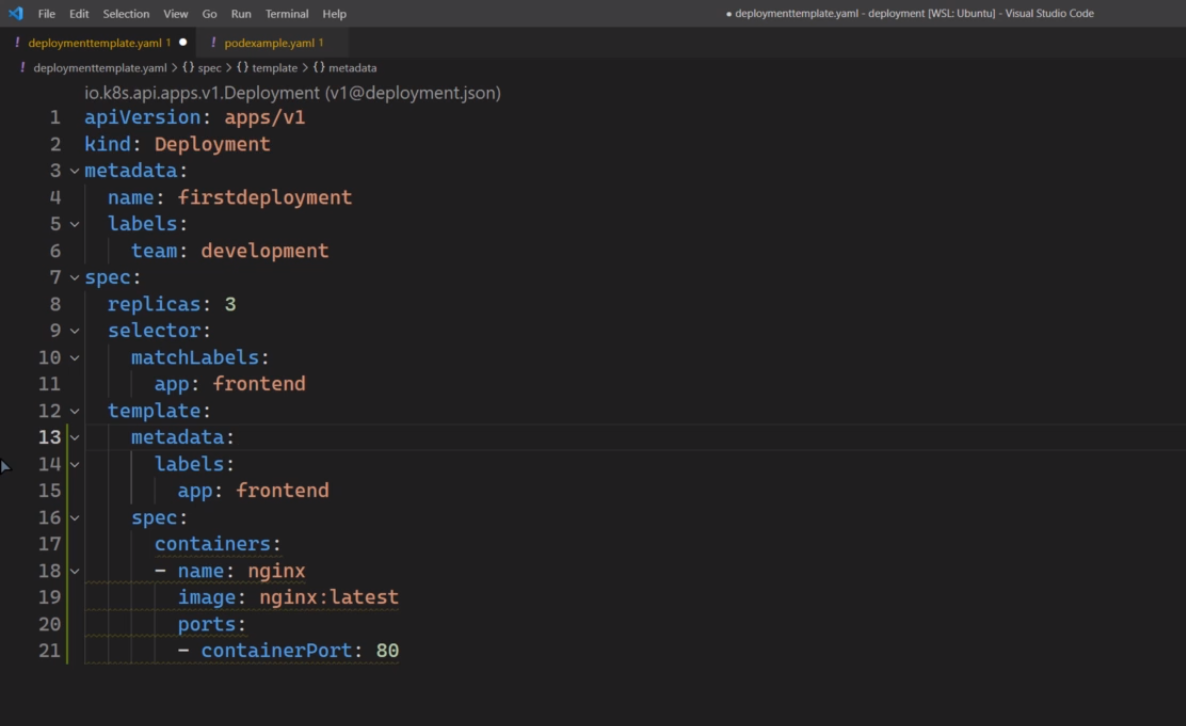 File Edit Selection View Go Run Terminal Help ● deploymenttemplate.yaml - deployment [WSL: Ubuntu] - Visual Studio Code
! deploymenttemplate.yaml 1 ● ! podexample.yaml 1
! deploymenttemplate.yaml > {} spec > {} template > {} metadata
io.k8s.api.apps.v1.Deployment (v1@deployment.json)
1 apiVersion: apps/v1
2 kind: Deployment
3 metadata:
4 name: firstdeployment
5 labels:
6 team: development
7 spec:
8 replicas: 3
9 selector:
10 matchLabels:
11 app: frontend
12 template:
13 metadata:
14 labels:
15 app: frontend
16 spec:
17 containers:
18 - name: nginx
19 image: nginx:latest
20 ports:
21 - containerPort: 80